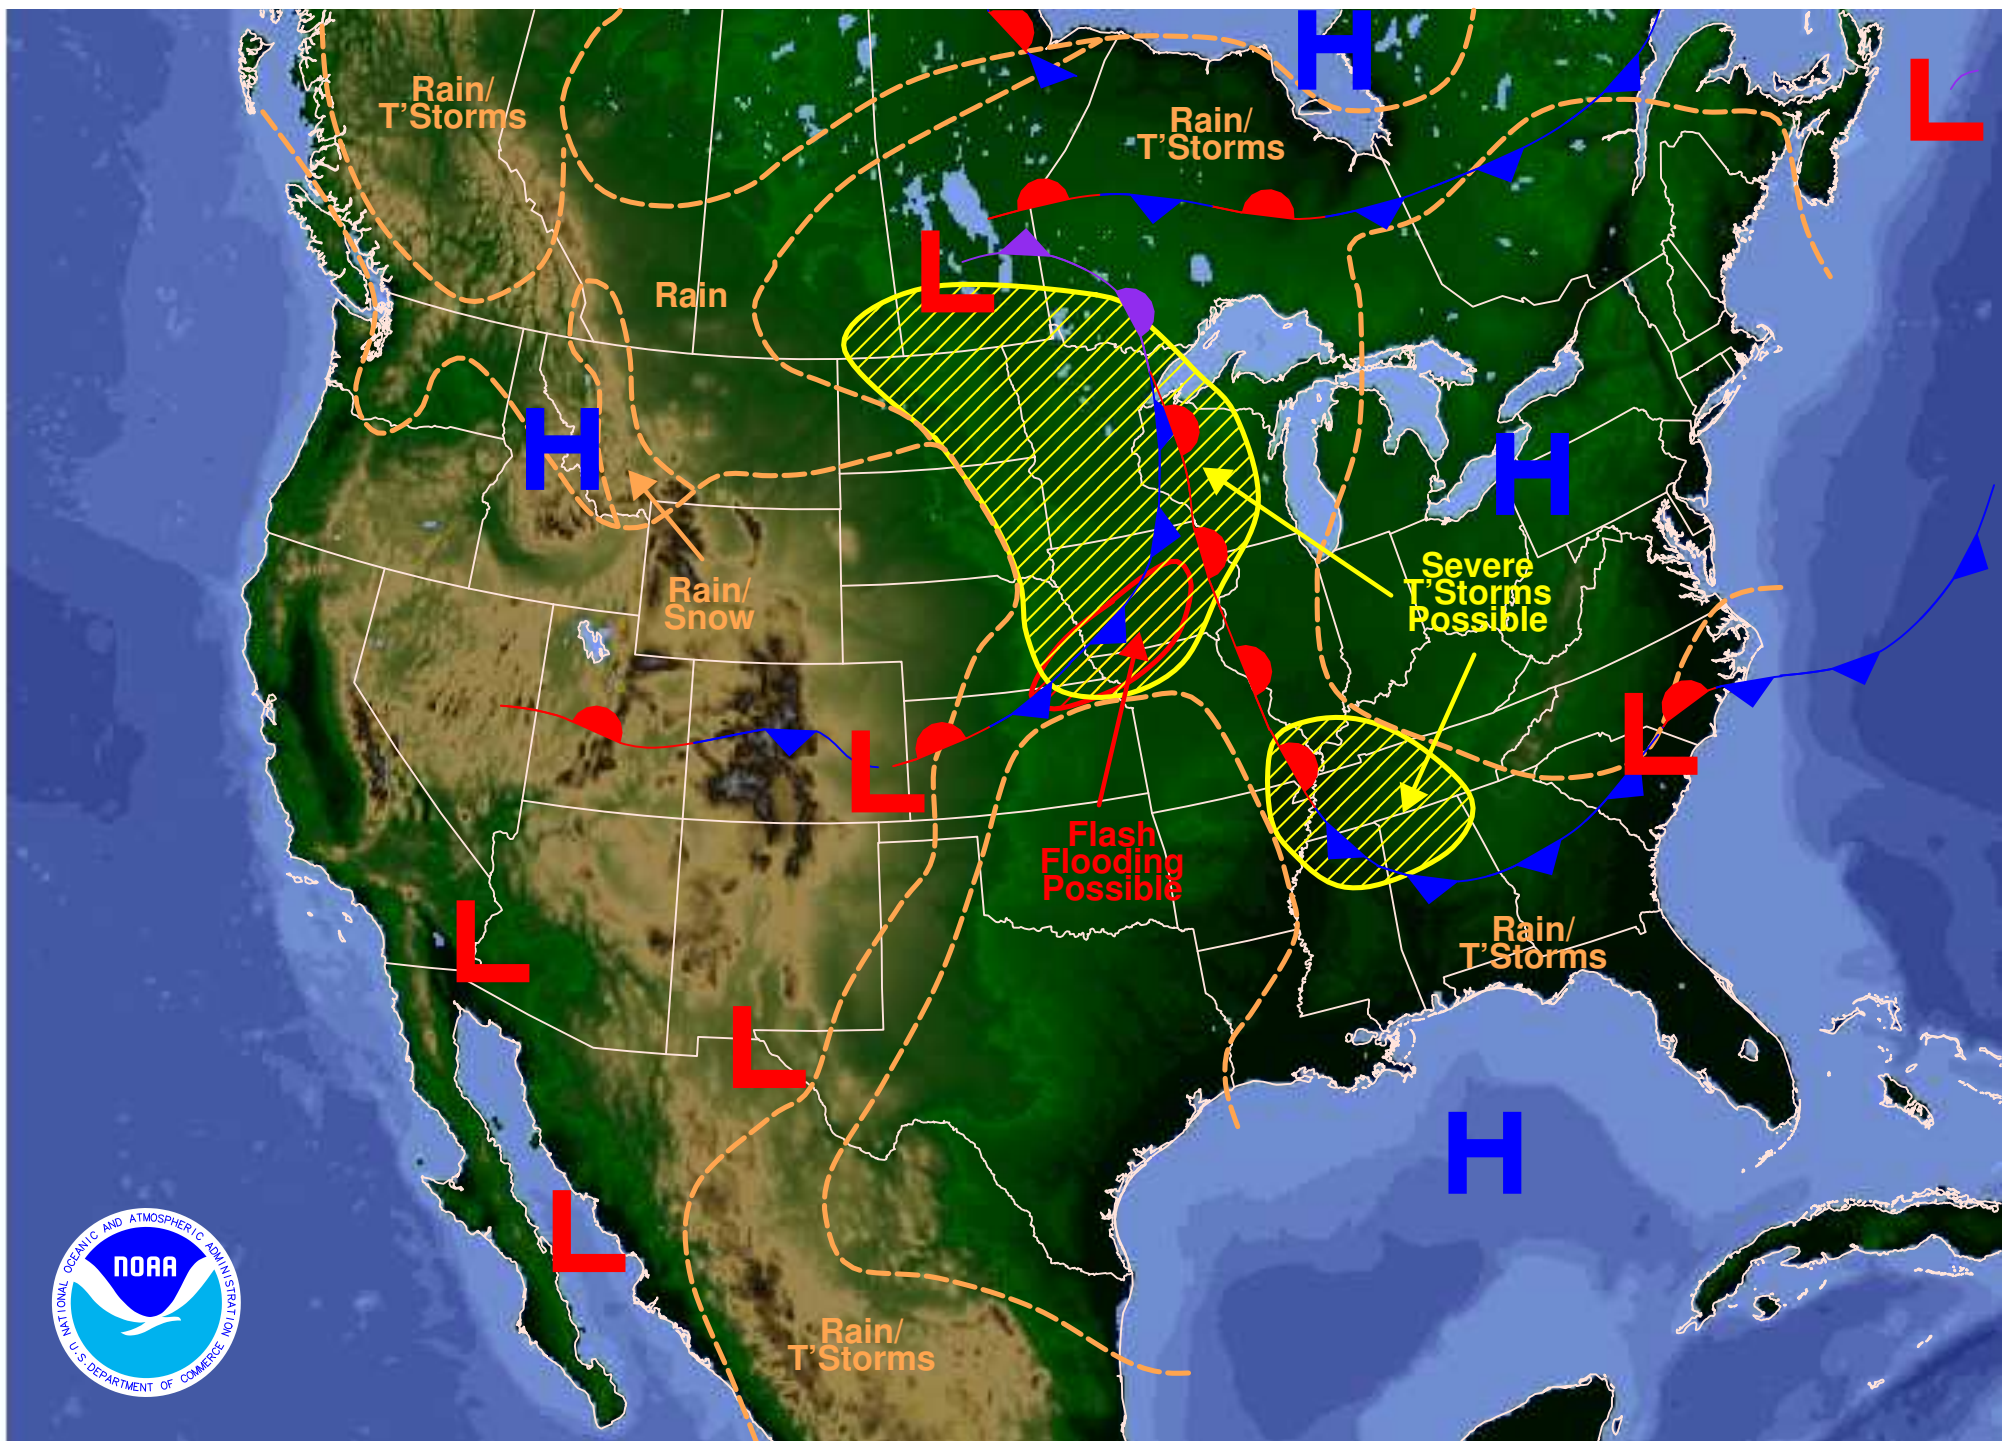 H
L
Rain/
T'Storms
Rain/
T'Storms
L
Rain
H
H
Rain/
Snow
Severe
T'Storms
Possible
L
L
Flash
Flooding
Possible
L
Rain/
T'Storms
L
H
L
Rain/
T'Storms
NATIONAL OCEANIC AND ATMOSPHERIC ADMINISTRATION
NOAA
U.S. DEPARTMENT OF COMMERCE